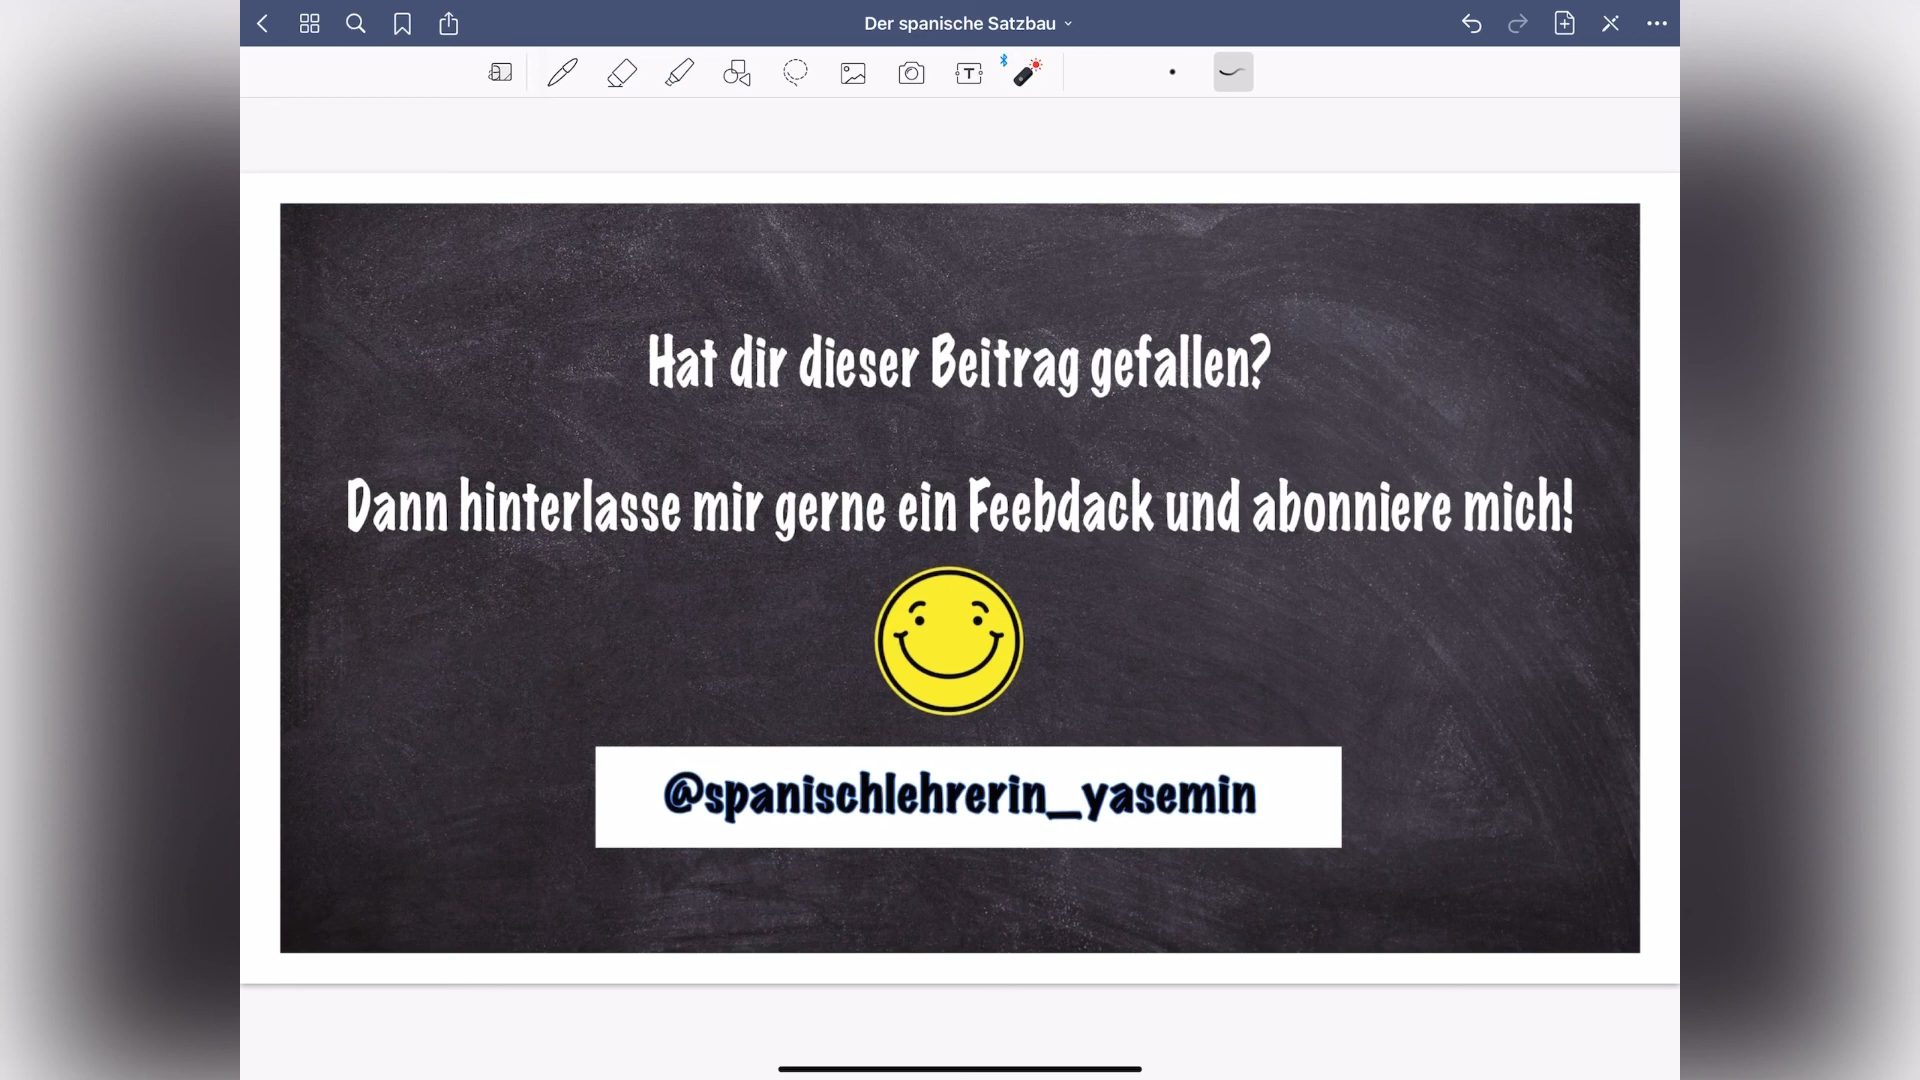 Der spanische Satzbau
Hat dir dieser Beitrag gefallen?
Dann hinterlasse mir gerne ein Feebdack und abonniere mich!
@spanischlehrerin_yasemin